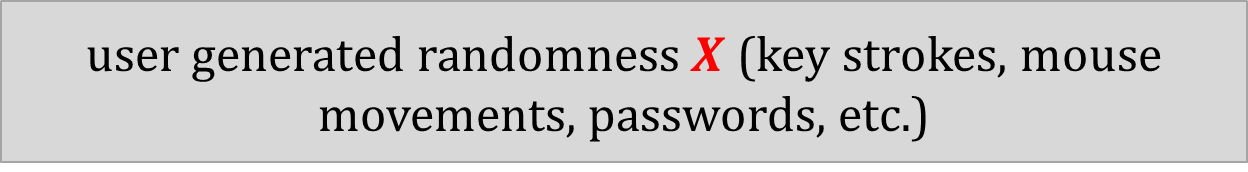 user generated randomness X (key strokes, mouse
movements, passwords, etc.)